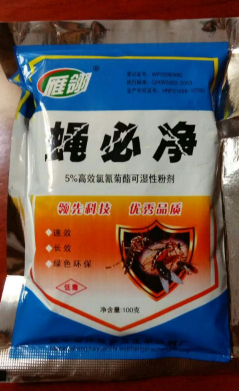 雁翎®
蝇必净
5%高效氯氰菊酯可湿性粉剂
领先科技 优秀品质
速效
长效
绿色环保
低毒
净含量:100克